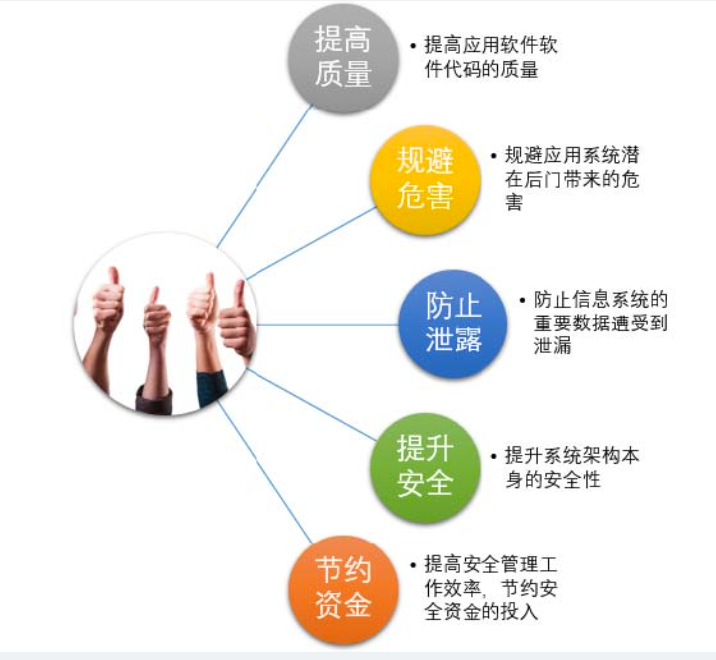 提高
质量
• 提高应用软件软
件代码的质量
规避
危害
• 规避应用系统潜
在后门带来的危
害
防止
泄露
• 防止信息系统的
重要数据遭受到
泄漏
提升
安全
• 提升系统架构本
身的安全性
节约
资金
• 提高安全管理工
作效率，节约安
全资金的投入